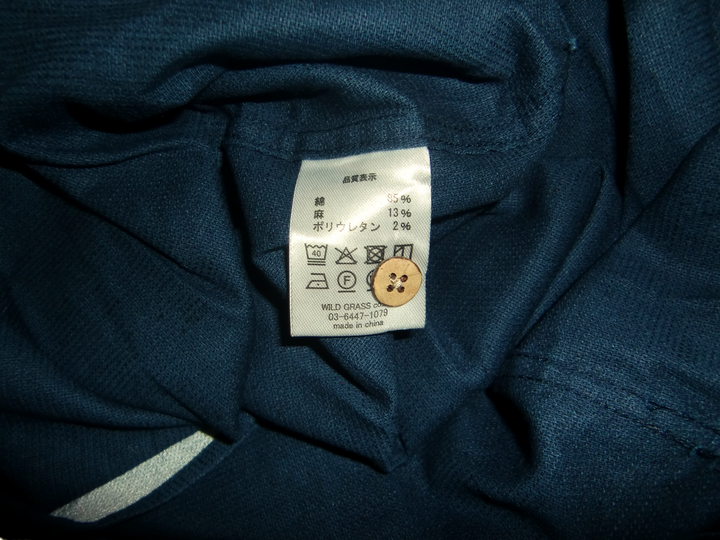 品質表示
綿 85%
麻 13%
ポリウレタン 2%
40
F
WILD GRASS
03-6447-1079
made in china